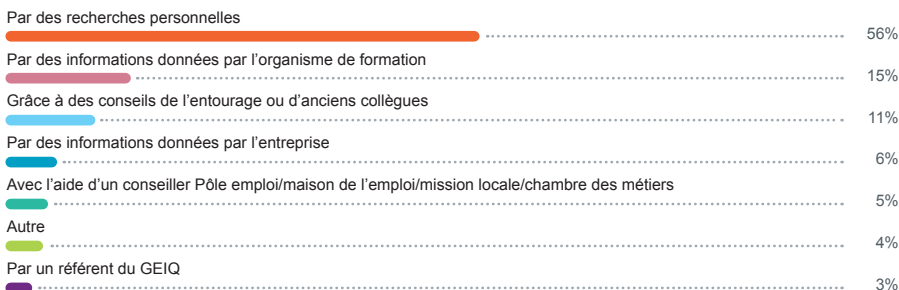 Par des recherches personnelles
56%
Par des informations données par l’organisme de formation
15%
Grâce à des conseils de l’entourage ou d’anciens collègues
11%
Par des informations données par l’entreprise
6%
Avec l’aide d’un conseiller Pôle emploi/maison de l’emploi/mission locale/chambre des métiers
5%
Autre
4%
Par un référent du GEIQ
3%